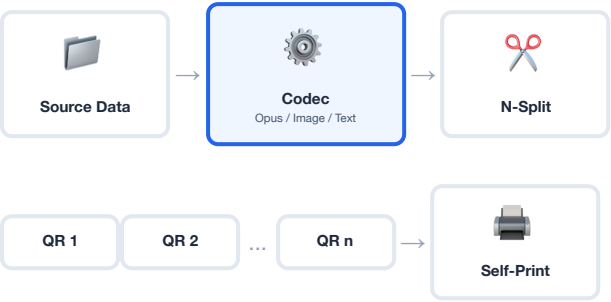 Source Data
Codec
Opus / Image / Text
N-Split
QR 1
QR 2
...
QR n
Self-Print